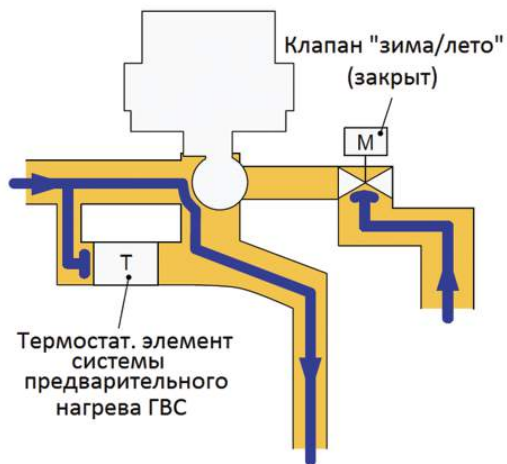 Клапан "зима/лето"
(закрыт)
М
Т
Термостат. элемент
системы
предварительного
нагрева ГВС